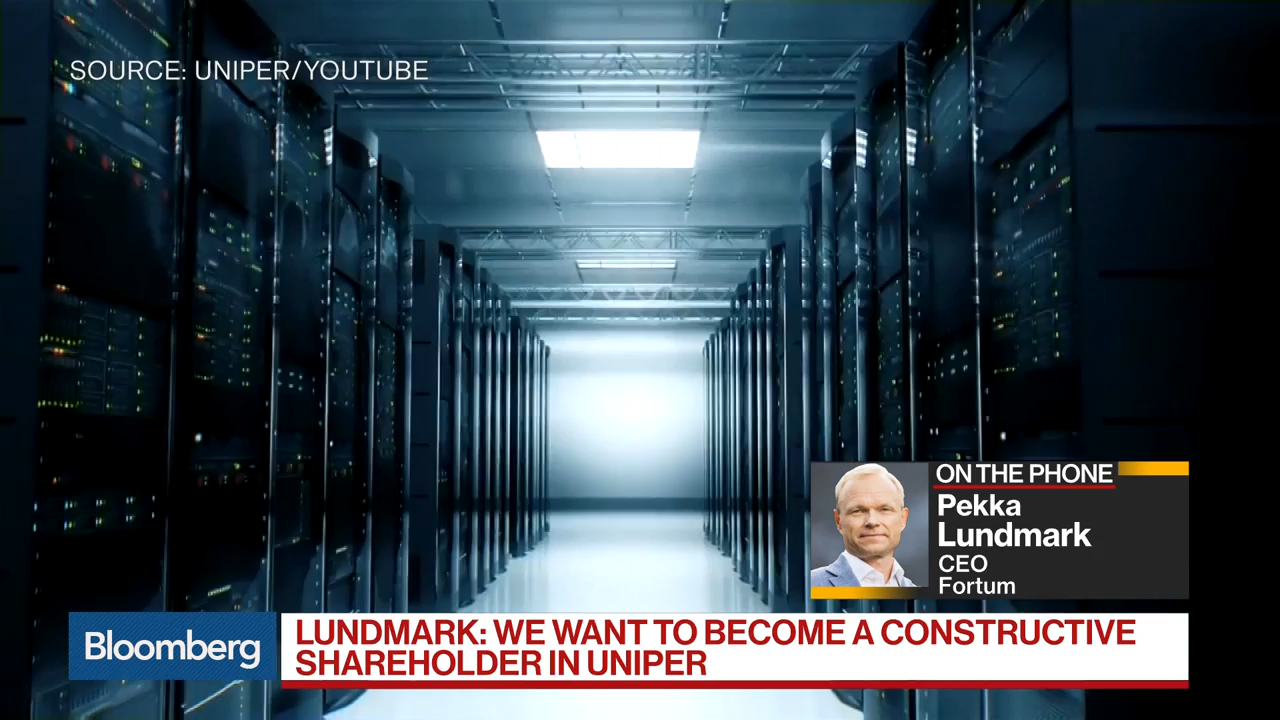 SOURCE: UNIPER/YOUTUBE
ON THE PHONE
Pekka
Lundmark
CEO
Fortum
Bloomberg
LUNDMARK: WE WANT TO BECOME A CONSTRUCTIVE
SHAREHOLDER IN UNIPER